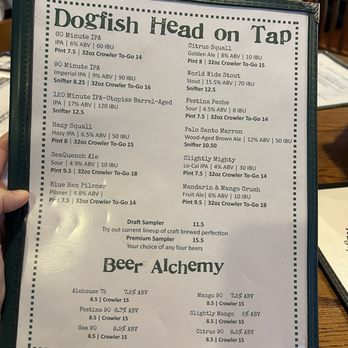 Dogfish Head on Tap
60 Minute IPA
IPA | 6% ABV | 60 IBU
Pint 7.5 | 32oz Crowler To-Go 15
90 Minute IPA
Imperial IPA | 9% ABV | 90 IBU
Snifter 8.25 | 32oz Crowler To-Go 16
120 Minute IPA-Utopias Barrel-Aged
IPA | 17% ABV | 120 IBU
Snifter 12.5
Hazy Squall
Hazy IPA | 6.5% ABV | 50 IBU
Pint 8 | 32oz Crowler To-Go 15
SeaQuench Ale
Sour | 4.9% ABV | 10 IBU
Pint 9.5 | 32oz Crowler To-Go 18
Blue Hen Pilsner
Pilsner | 4.8% ABV |
Pint 7.5 | 32oz Crowler To-Go 14
Citrus Squall
Golden Ale | 8% ABV | 10 IBU
Pint 8 | 32oz Crowler To-Go 15
World Wide Stout
Stout | 15.5% ABV | 70 IBU
Snifter 12.5
Festina Peche
Sour | 4.5% ABV | 8 IBU
Pint 7.5 | 32oz Crowler To-Go 15
Palo Santo Marron
Wood-Aged Brown Ale | 12% ABV | 50 IBU
Snifter 10.50
Slightly Mighty
Lo-Cal IPA | 4% ABV | 30 IBU
Pint 7.5 | 32oz Crowler To-Go 15
Mandarin & Mango Crush
Fruit Ale| 6% ABV | 10 IBU
Pint 9.5 | 32oz Crowler To-Go 18
Draft Sampler 11.5
Try out current lineup of craft brewed perfection
Premium Sampler 15.5
Your choice of any four beers
Beer Alchemy
Alehouse 75 7.5% ABV
8.5 | Crowler 15
Festina 90 6.7% ABV
8.5 | Crowler 15
Sea 90 6.5% ABV
8.5 | Crowler 15
Mango 90 7.5% ABV
8.5 | Crowler 15
Slightly Mango 5% ABV
8.5 | Crowler 15
Citrus 90 8.5% ABV
8.5 | Crowler 15